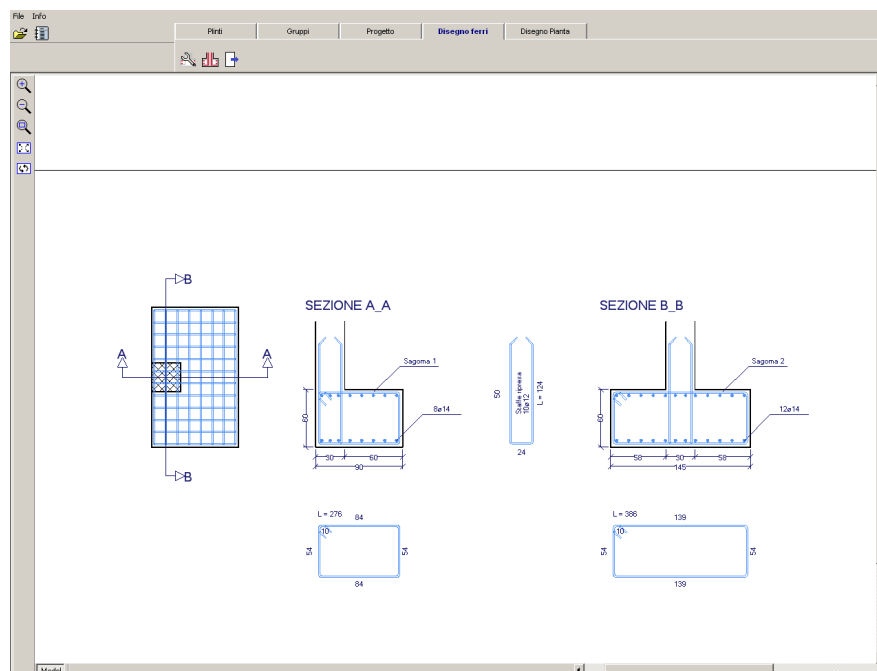 File Info
Plinti Gruppi Progetto Disegno ferri Disegno Pianta
B
A A
B
SEZIONE A_A
Sagoma 1
8ø14
60
30 60
90
50
Staffe ripresa
10ø12
L = 124
24
SEZIONE B_B
Sagoma 2
12ø14
60
58 30 58
145
L = 276 84
10
54 54
84
L = 386 139
10
54 54
139
Model